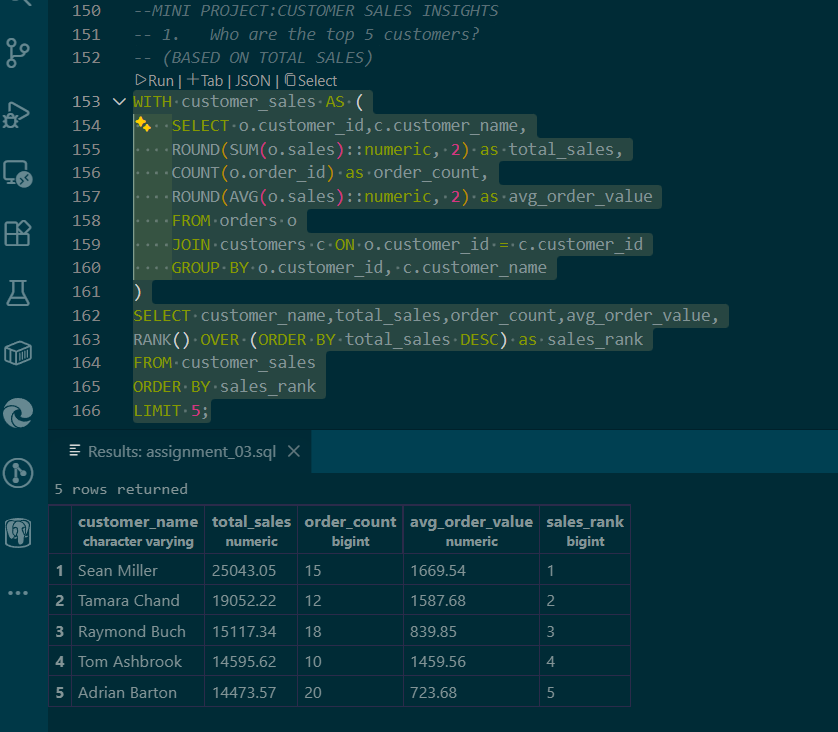 150 --MINI PROJECT:CUSTOMER SALES INSIGHTS
151 -- 1. Who are the top 5 customers?
152 -- (BASED ON TOTAL SALES)
Run | Tab | JSON | Select
153 WITH customer_sales AS (
154 SELECT o.customer_id,c.customer_name,
155 ROUND(SUM(o.sales)::numeric, 2) as total_sales,
156 COUNT(o.order_id) as order_count,
157 ROUND(AVG(o.sales)::numeric, 2) as avg_order_value
158 FROM orders o
159 JOIN customers c ON o.customer_id = c.customer_id
160 GROUP BY o.customer_id, c.customer_name
161 )
162 SELECT customer_name,total_sales,order_count,avg_order_value,
163 RANK() OVER (ORDER BY total_sales DESC) as sales_rank
164 FROM customer_sales
165 ORDER BY sales_rank
166 LIMIT 5;
Results: assignment_03.sql
5 rows returned
customer_name total_sales order_count avg_order_value sales_rank
character varying numeric bigint numeric bigint
1 Sean Miller 25043.05 15 1669.54 1
2 Tamara Chand 19052.22 12 1587.68 2
3 Raymond Buch 15117.34 18 839.85 3
4 Tom Ashbrook 14595.62 10 1459.56 4
5 Adrian Barton 14473.57 20 723.68 5